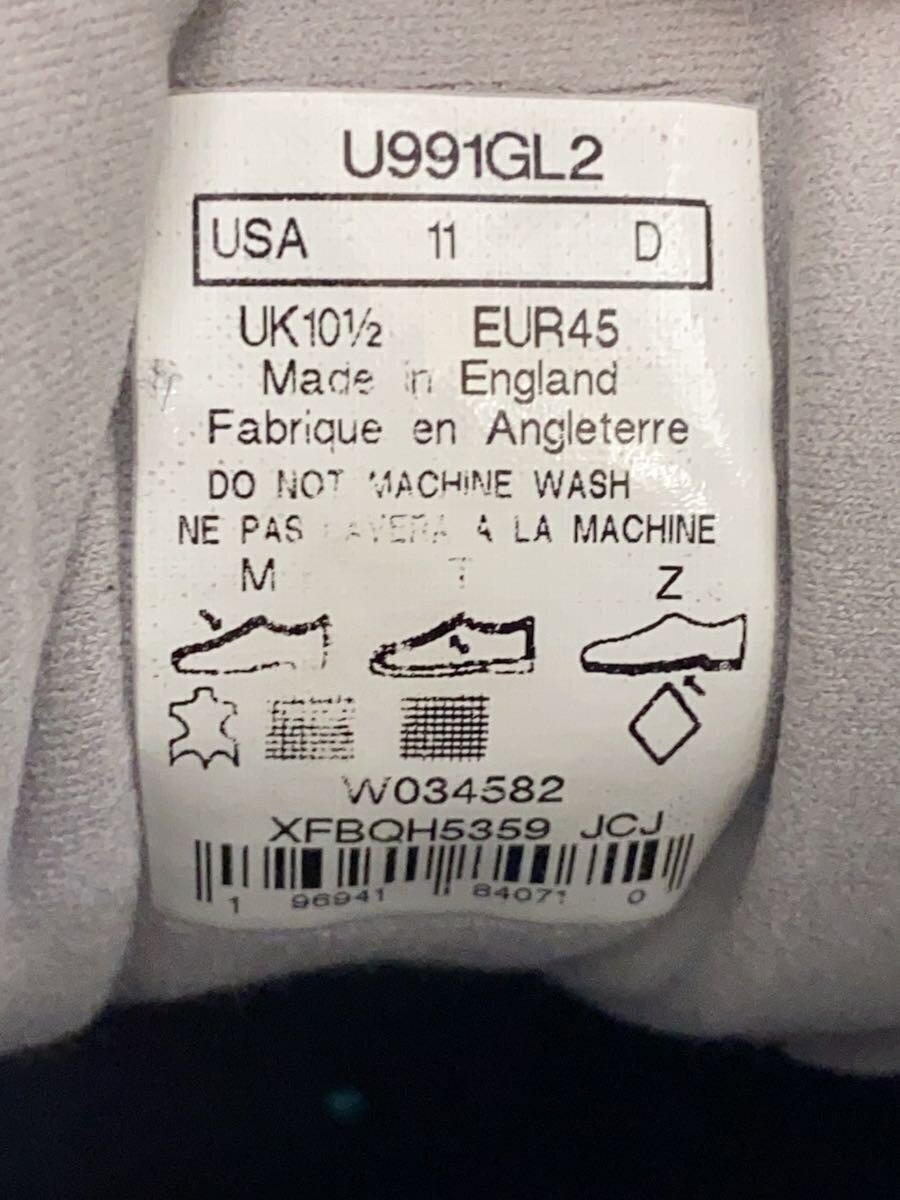 U991GL2
USA 11 D
UK10½ EUR45
Made in England
Fabrique en Angleterre
DO NOT MACHINE WASH
NE PAS LAVERA A LA MACHINE
M T Z
W034582
XFBQH5359 JCJ
1 96941 84071 0